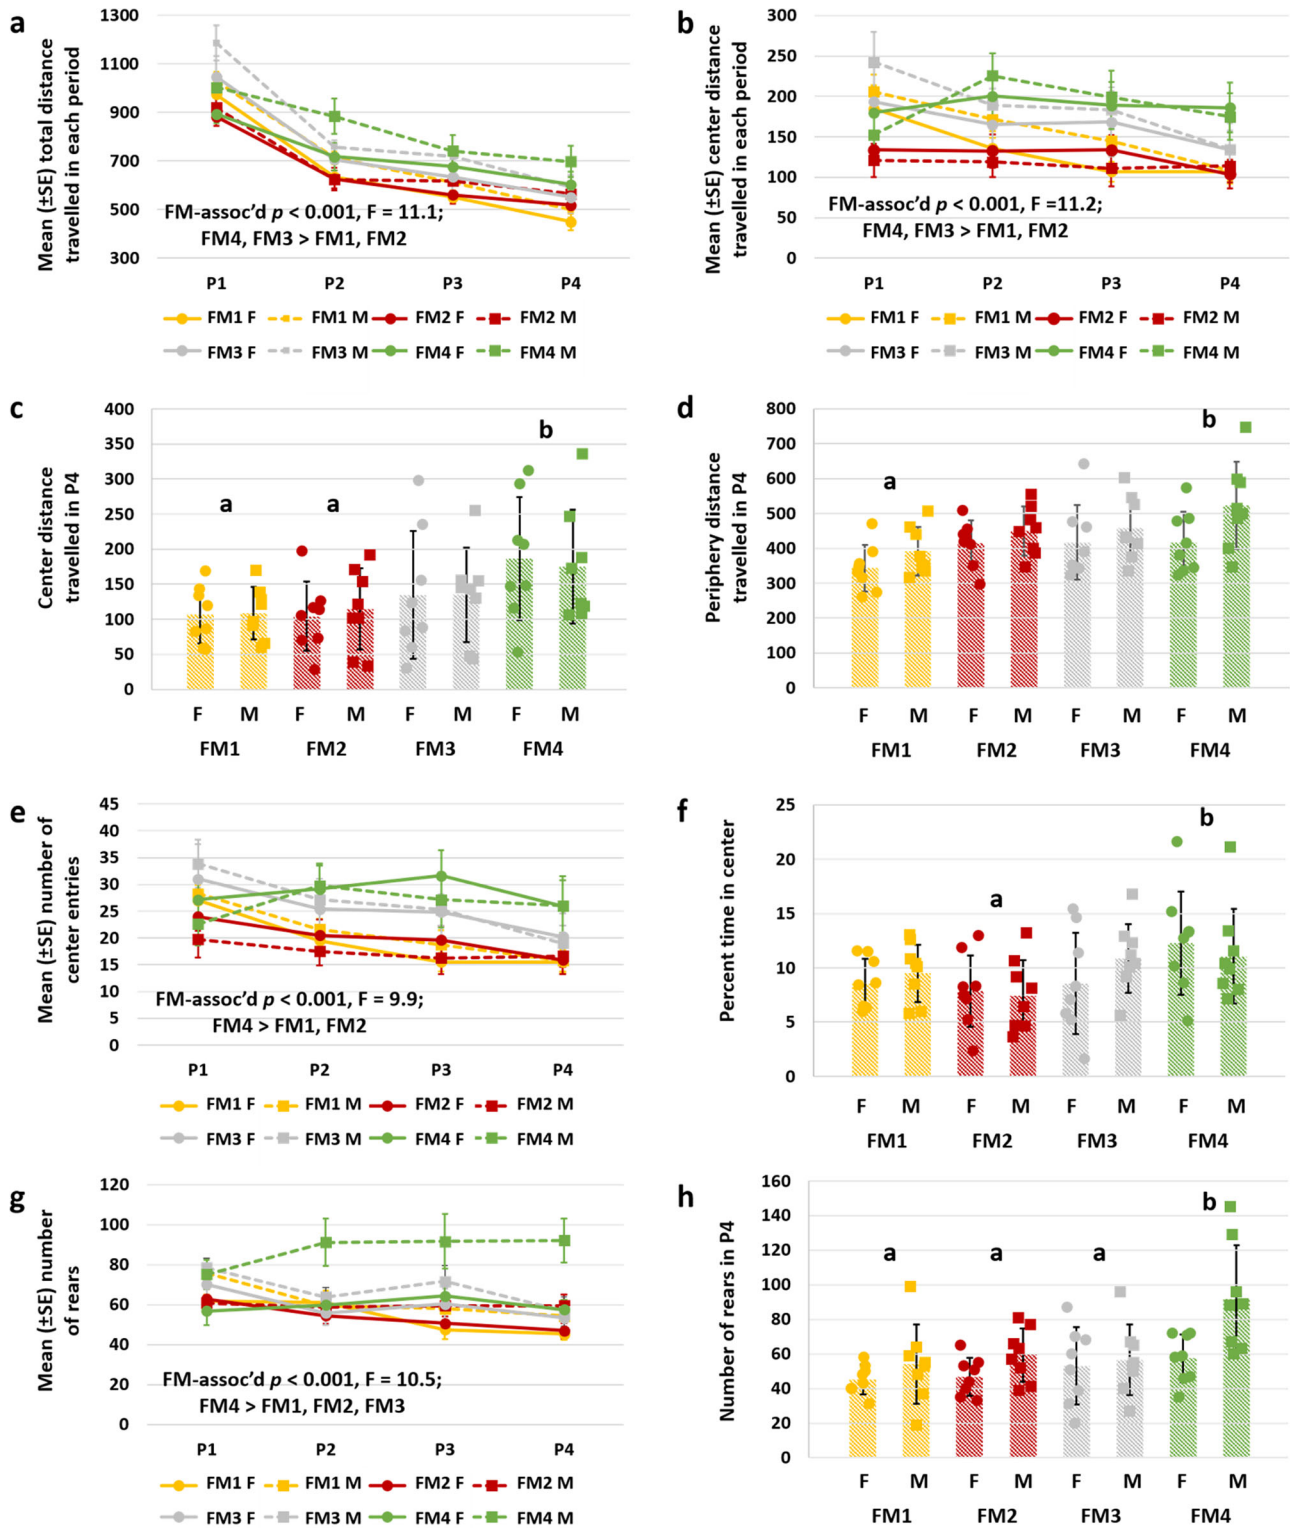 a
Mean (±SE) total distance
travelled in each period
1300
1100
900
700
500
300
FM-assoc'd p < 0.001, F = 11.1;
FM4, FM3 > FM1, FM2
P1 P2 P3 P4
FM1 F FM1 M FM2 F FM2 M
FM3 F FM3 M FM4 F FM4 M
b
Mean (±SE) center distance
travelled in each period
300
250
200
150
100
50
0
FM-assoc'd p < 0.001, F =11.2;
FM4, FM3 > FM1, FM2
P1 P2 P3 P4
FM1 F FM1 M FM2 F FM2 M
FM3 F FM3 M FM4 F FM4 M
c
Center distance
travelled in P4
400
350
300
250
200
150
100
50
0
a a b
F M F M F M F M
FM1 FM2 FM3 FM4
d
Periphery distance
travelled in P4
800
700
600
500
400
300
200
100
0
a b
F M F M F M F M
FM1 FM2 FM3 FM4
e
Mean (±SE) number of
center entries
45
40
35
30
25
20
15
10
5
0
FM-assoc'd p < 0.001, F = 9.9;
FM4 > FM1, FM2
P1 P2 P3 P4
FM1 F FM1 M FM2 F FM2 M
FM3 F FM3 M FM4 F FM4 M
f
Percent time in center
25
20
15
10
5
0
a b
F M F M F M F M
FM1 FM2 FM3 FM4
g
Mean (±SE) number
of rears
120
100
80
60
40
20
0
FM-assoc'd p < 0.001, F = 10.5;
FM4 > FM1, FM2, FM3
P1 P2 P3 P4
FM1 F FM1 M FM2 F FM2 M
FM3 F FM3 M FM4 F FM4 M
h
Number of rears in P4
160
140
120
100
80
60
40
20
0
a a a b
F M F M F M F M
FM1 FM2 FM3 FM4